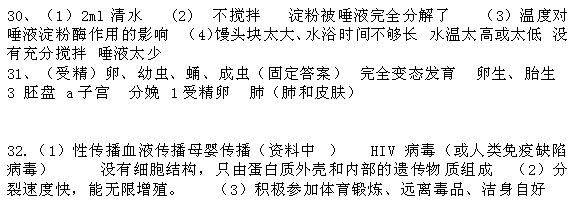 30、（1）2ml 清水 （2） 不搅拌 淀粉被唾液完全分解了 （3）温度对
唾液淀粉酶作用的影响 （4)馒头块太大、水浴时间不够长 水温太高或太低 没
有充分搅拌 唾液太少
31、（受精）卵、幼虫、蛹、成虫（固定答案） 完全变态发育 卵生、胎生
3 胚盘 a 子宫 分娩 1 受精卵 肺（肺和皮肤）
32.（1）性传播血液传播母婴传播（资料中 ） HIV 病毒（或人类免疫缺陷
病毒） 没有细胞结构，只由蛋白质外壳和内部的遗传物质组成 （2）分
裂速度快，能无限增殖。 （3）积极参加体育锻炼、远离毒品、洁身自好